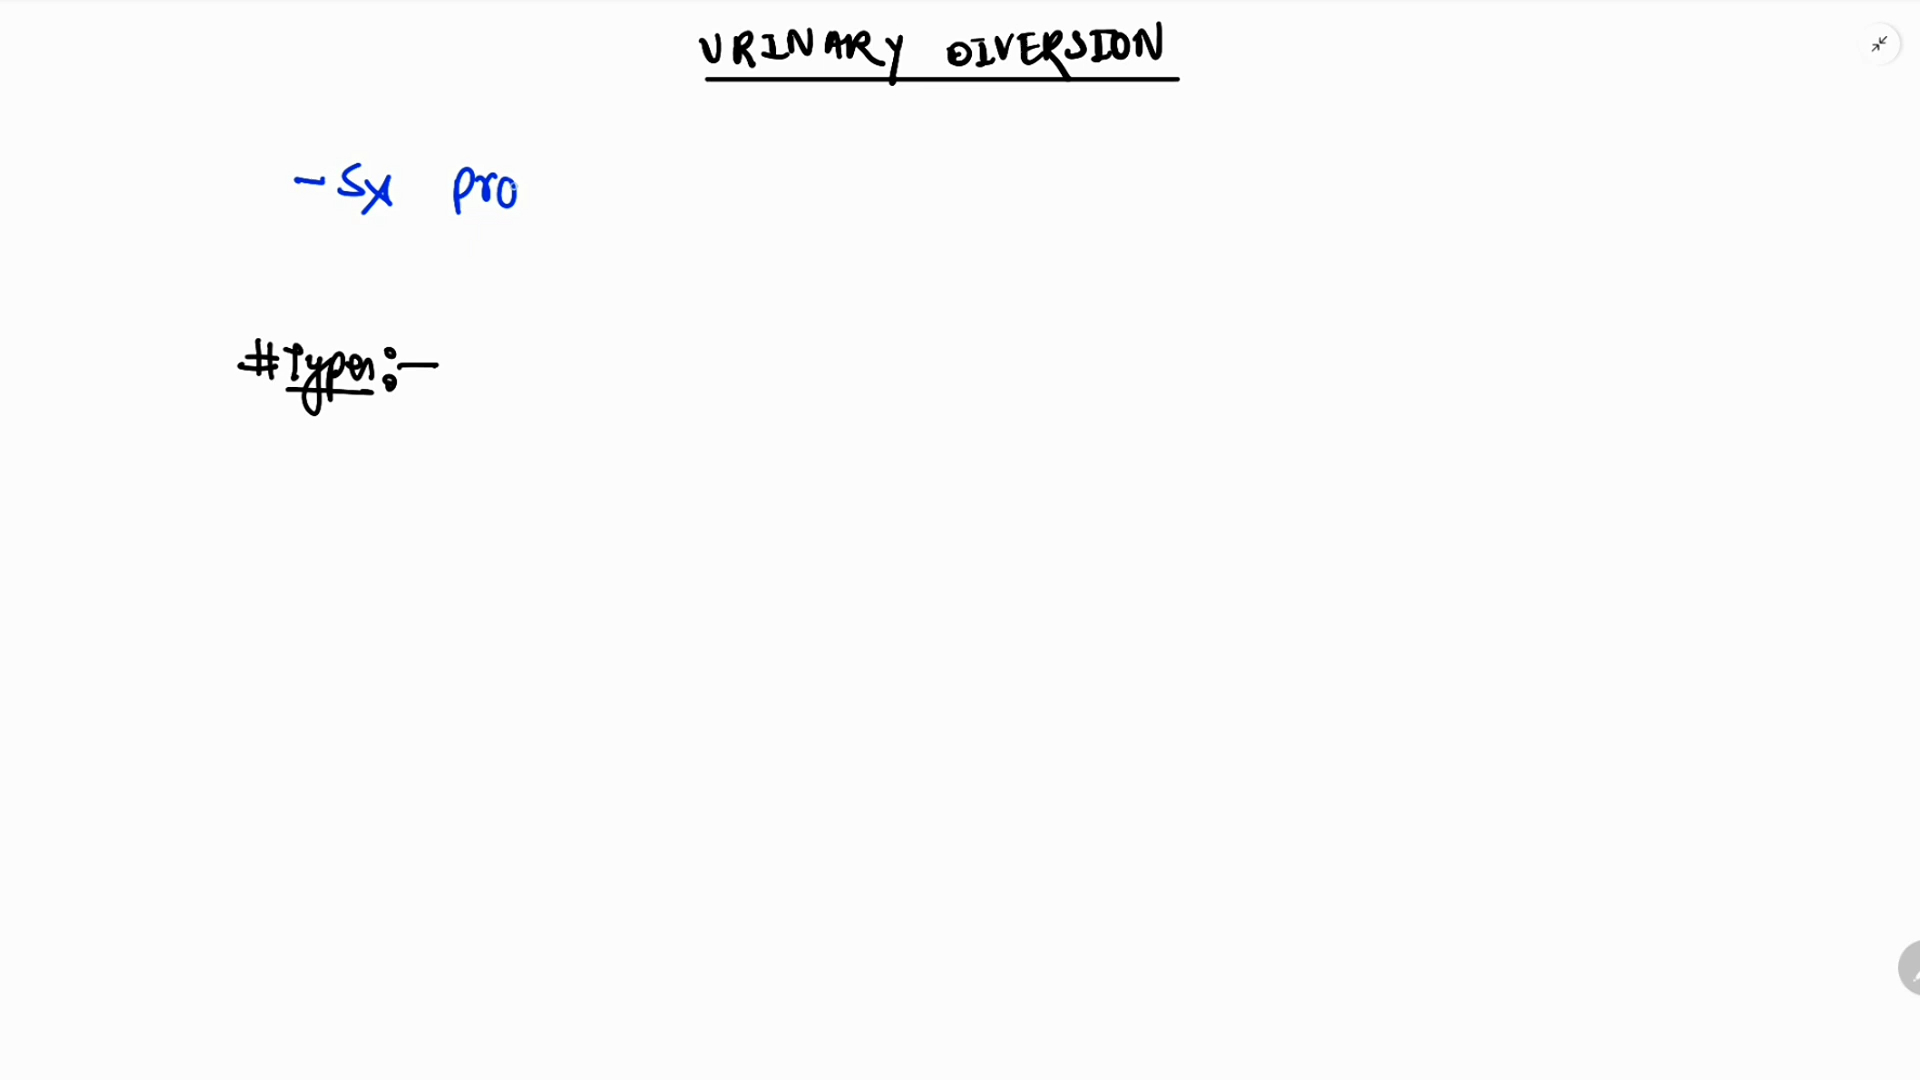 URINARY DIVERSION
- Sx pro
# Types :-